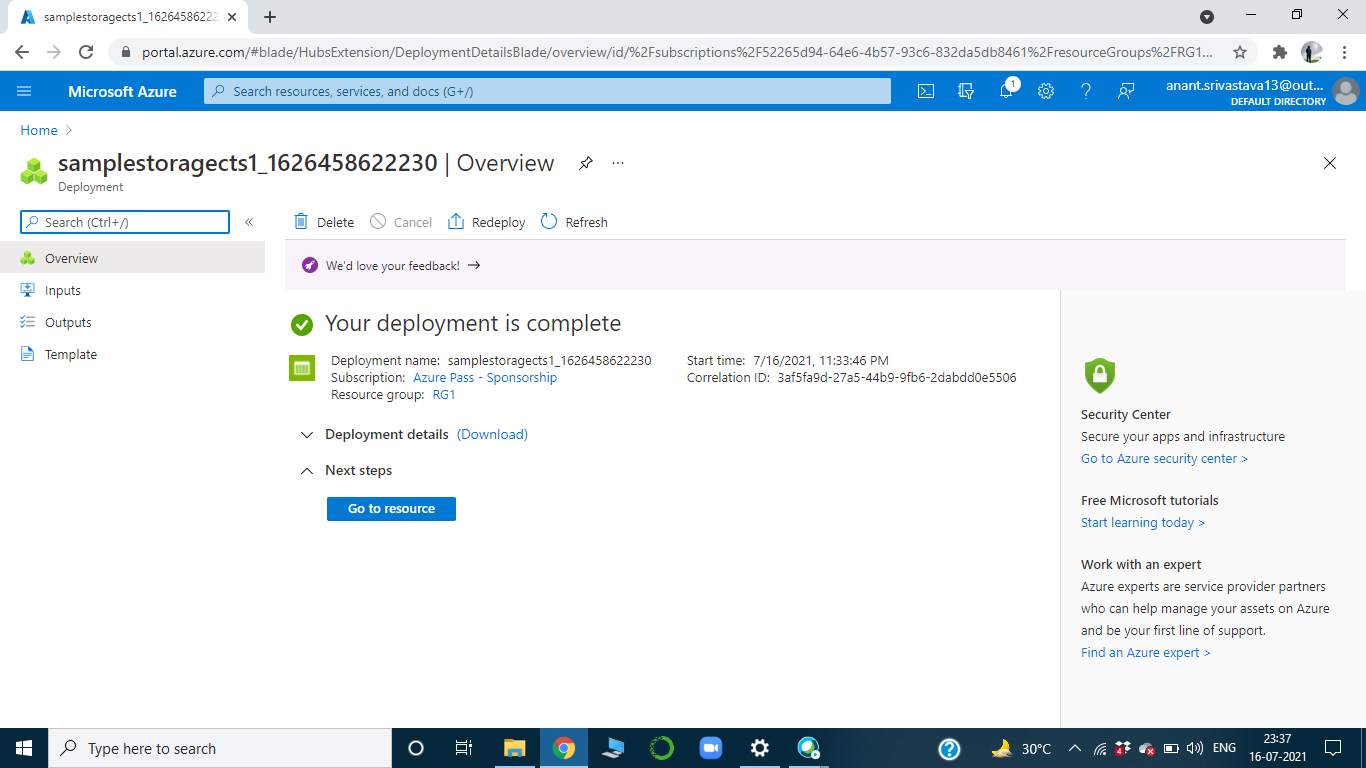 samplestoragects1_1626458622
portal.azure.com/#blade/HubsExtension/DeploymentDetailsBlade/overview/id/%2Fsubscriptions%2F52265d94-64e6-4b57-93c6-832da5db8461%2FresourceGroups%2FRG1...
Microsoft Azure
Search resources, services, and docs (G+/)
1
anant.srivastava13@out...
DEFAULT DIRECTORY
Home
samplestoragects1_1626458622230 | Overview
Deployment
Search (Ctrl+/)
Delete
Cancel
Redeploy
Refresh
Overview
Inputs
Outputs
Template
We'd love your feedback!
Your deployment is complete
Deployment name: samplestoragects1_1626458622230
Subscription: Azure Pass - Sponsorship
Resource group: RG1
Start time: 7/16/2021, 11:33:46 PM
Correlation ID: 3af5fa9d-27a5-44b9-9fb6-2dabdd0e5506
Deployment details (Download)
Next steps
Go to resource
Security Center
Secure your apps and infrastructure
Go to Azure security center >
Free Microsoft tutorials
Start learning today >
Work with an expert
Azure experts are service provider partners
who can help manage your assets on Azure
and be your first line of support.
Find an Azure expert >
Type here to search
30°C
4
ENG
23:37
16-07-2021